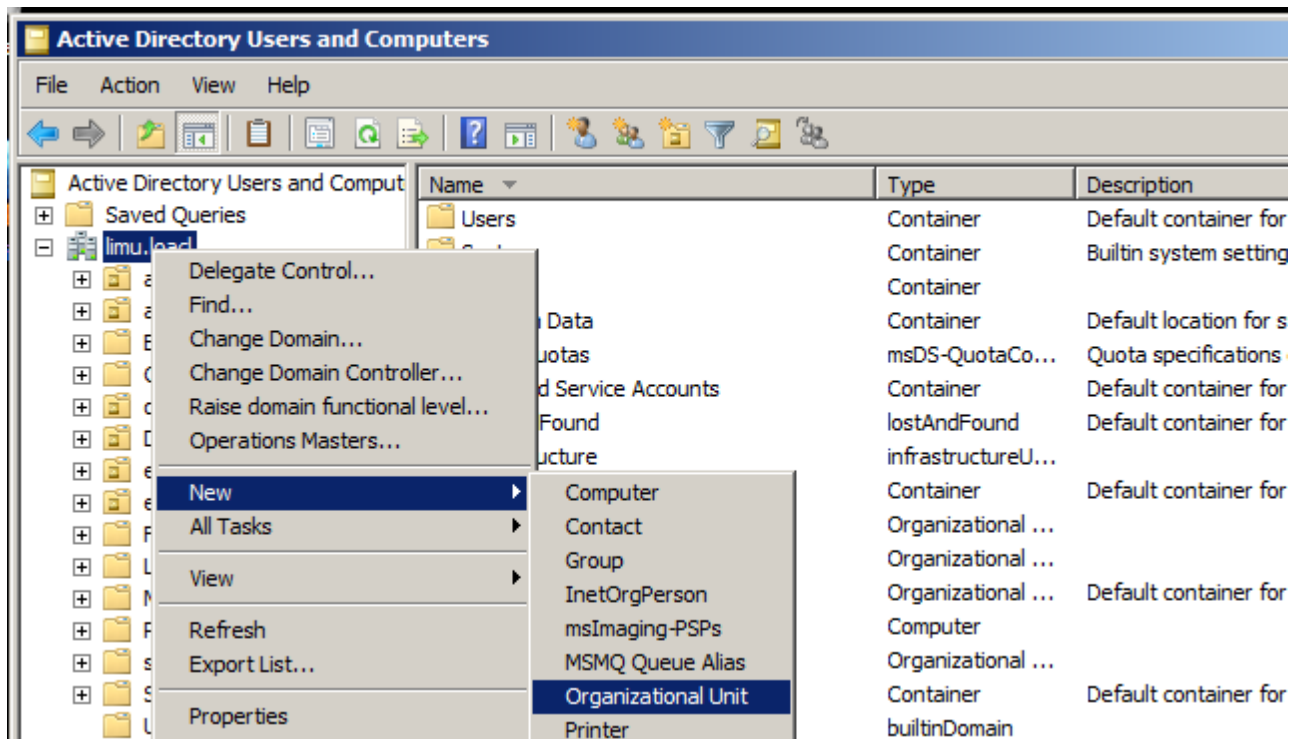 Active Directory Users and Computers
File Action View Help
Active Directory Users and Comput
Saved Queries
limu.load
Name Type Description
Users Container Default container for
Container Builtin system setting
Container
Data Container Default location for s
uotas msDS-QuotaCo... Quota specifications
d Service Accounts Container Default container for
Found lostAndFound Default container for
ucture infrastructureU...
Container Default container for
Organizational ...
Organizational ...
Organizational ... Default container for
Computer
Organizational ...
Container Default container for
builtinDomain
Delegate Control...
Find...
Change Domain...
Change Domain Controller...
Raise domain functional level...
Operations Masters...
New
All Tasks
View
Refresh
Export List...
Properties
Computer
Contact
Group
InetOrgPerson
msImaging-PSPs
MSMQ Queue Alias
Organizational Unit
Printer